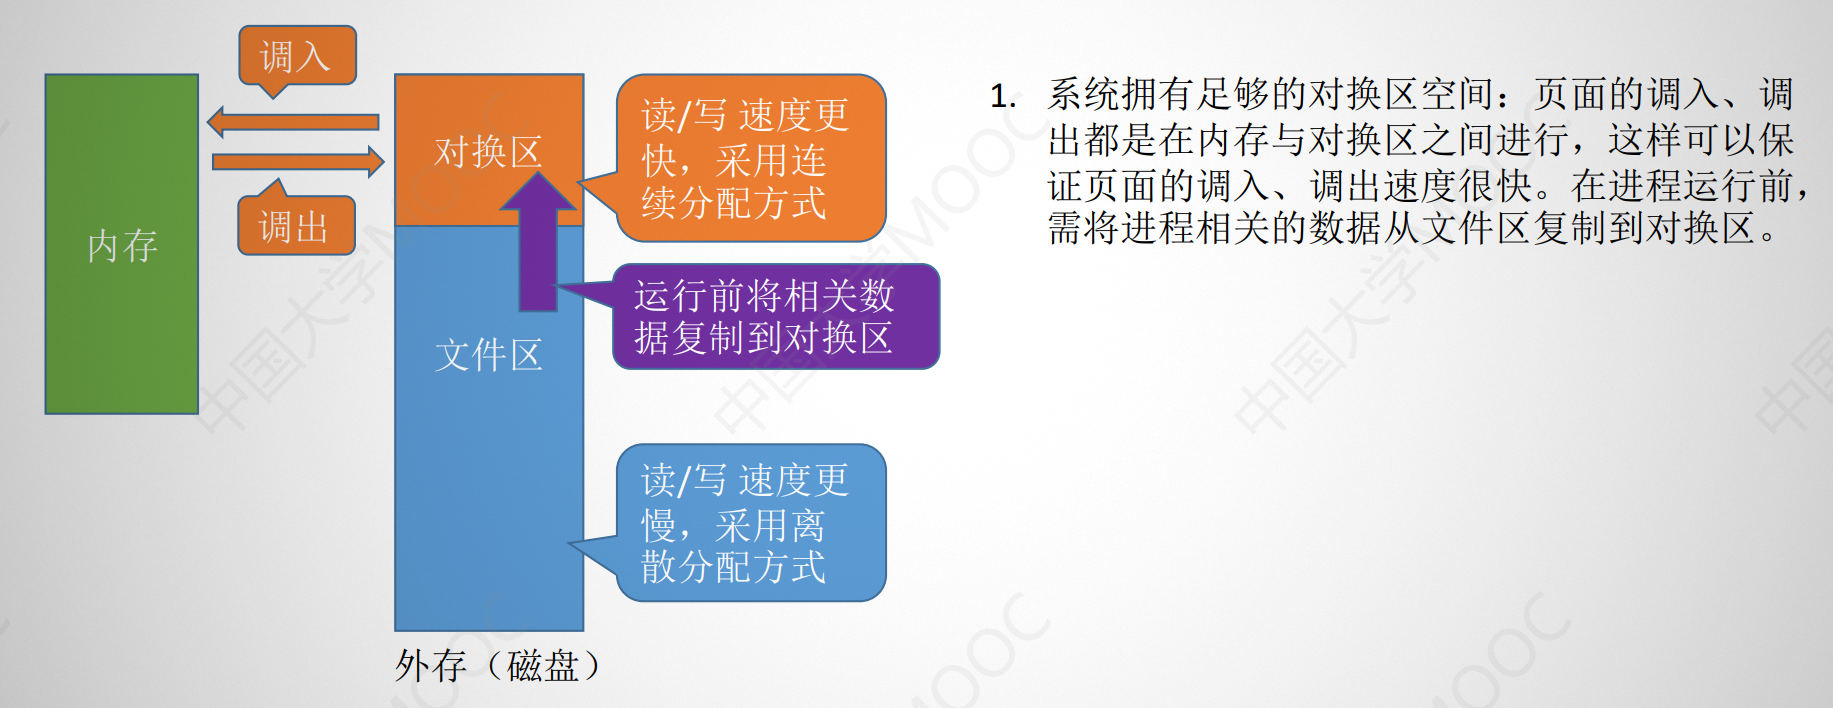 调入
调出
内存
对换区
文件区
外存（磁盘）
读/写 速度更
快，采用连
续分配方式
运行前将相关数
据复制到对换区
读/写 速度更
慢，采用离
散分配方式
1. 系统拥有足够的对换区空间：页面的调入、调
出都是在内存与对换区之间进行，这样可以保
证页面的调入、调出速度很快。在进程运行前，
需将进程相关的数据从文件区复制到对换区。
中国大学MOOC
中国大学MOOC
中国大学MOOC
中国
MOOC
MOOC
MOOC